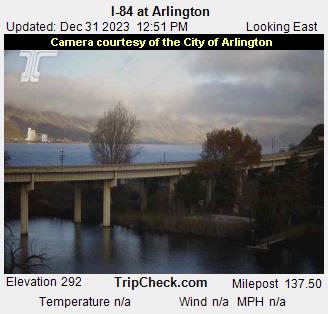 I-84 at Arlington
Updated: Dec 31 2023 12:51 PM Looking East
Camera courtesy of the City of Arlington
Elevation 292 TripCheck.com Milepost 137.50
Temperature n/a Wind n/a MPH n/a